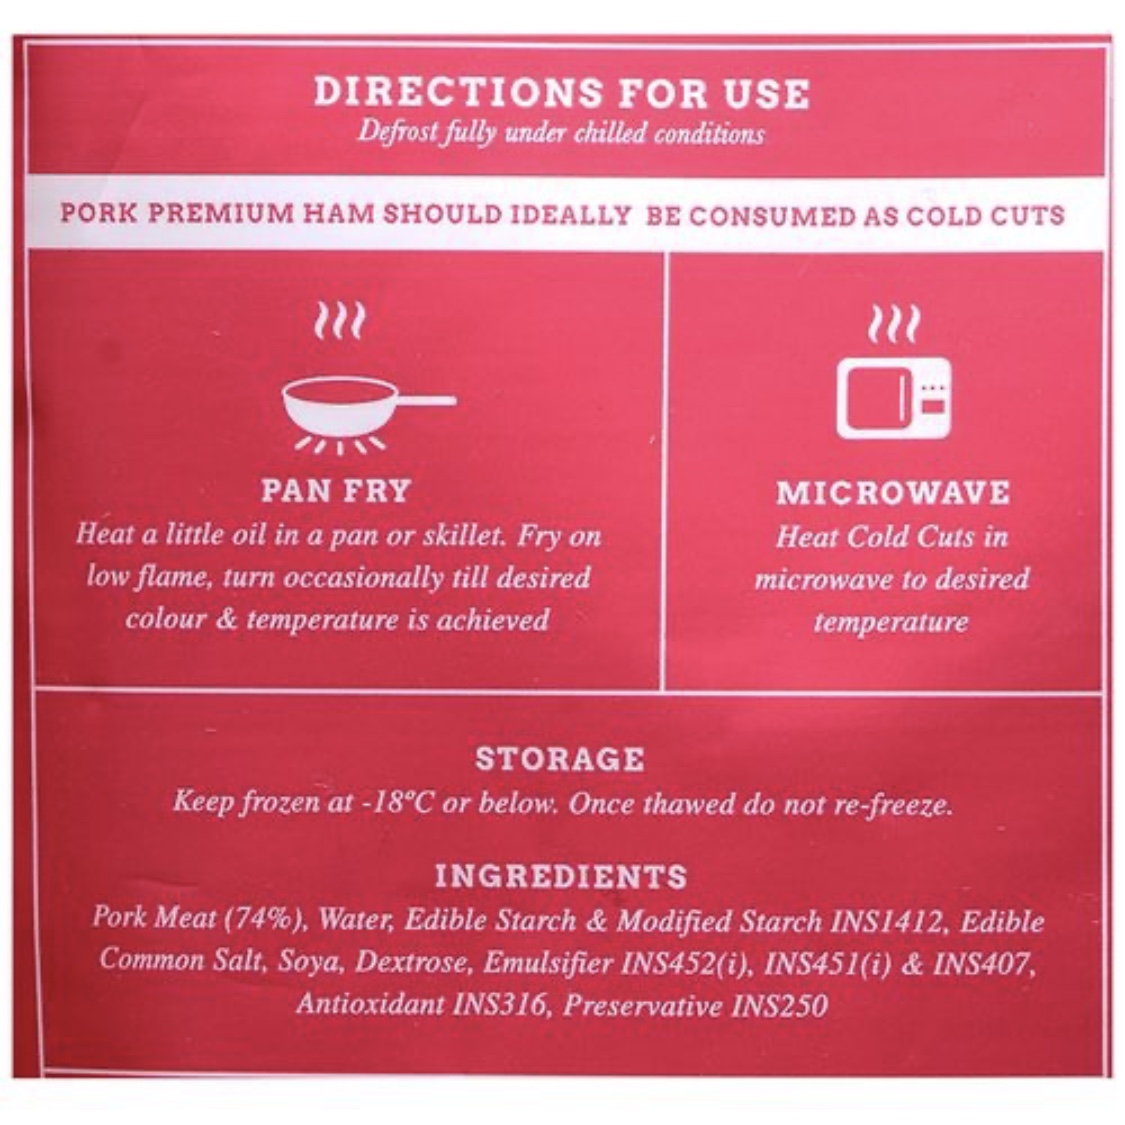 DIRECTIONS FOR USE
Defrost fully under chilled conditions
PORK PREMIUM HAM SHOULD IDEALLY BE CONSUMED AS COLD CUTS
PAN FRY
Heat a little oil in a pan or skillet. Fry on
low flame, turn occasionally till desired
colour & temperature is achieved
MICROWAVE
Heat Cold Cuts in
microwave to desired
temperature
STORAGE
Keep frozen at -18°C or below. Once thawed do not re-freeze.
INGREDIENTS
Pork Meat (74%), Water, Edible Starch & Modified Starch INS1412, Edible
Common Salt, Soya, Dextrose, Emulsifier INS452(i), INS451(i) & INS407,
Antioxidant INS316, Preservative INS250